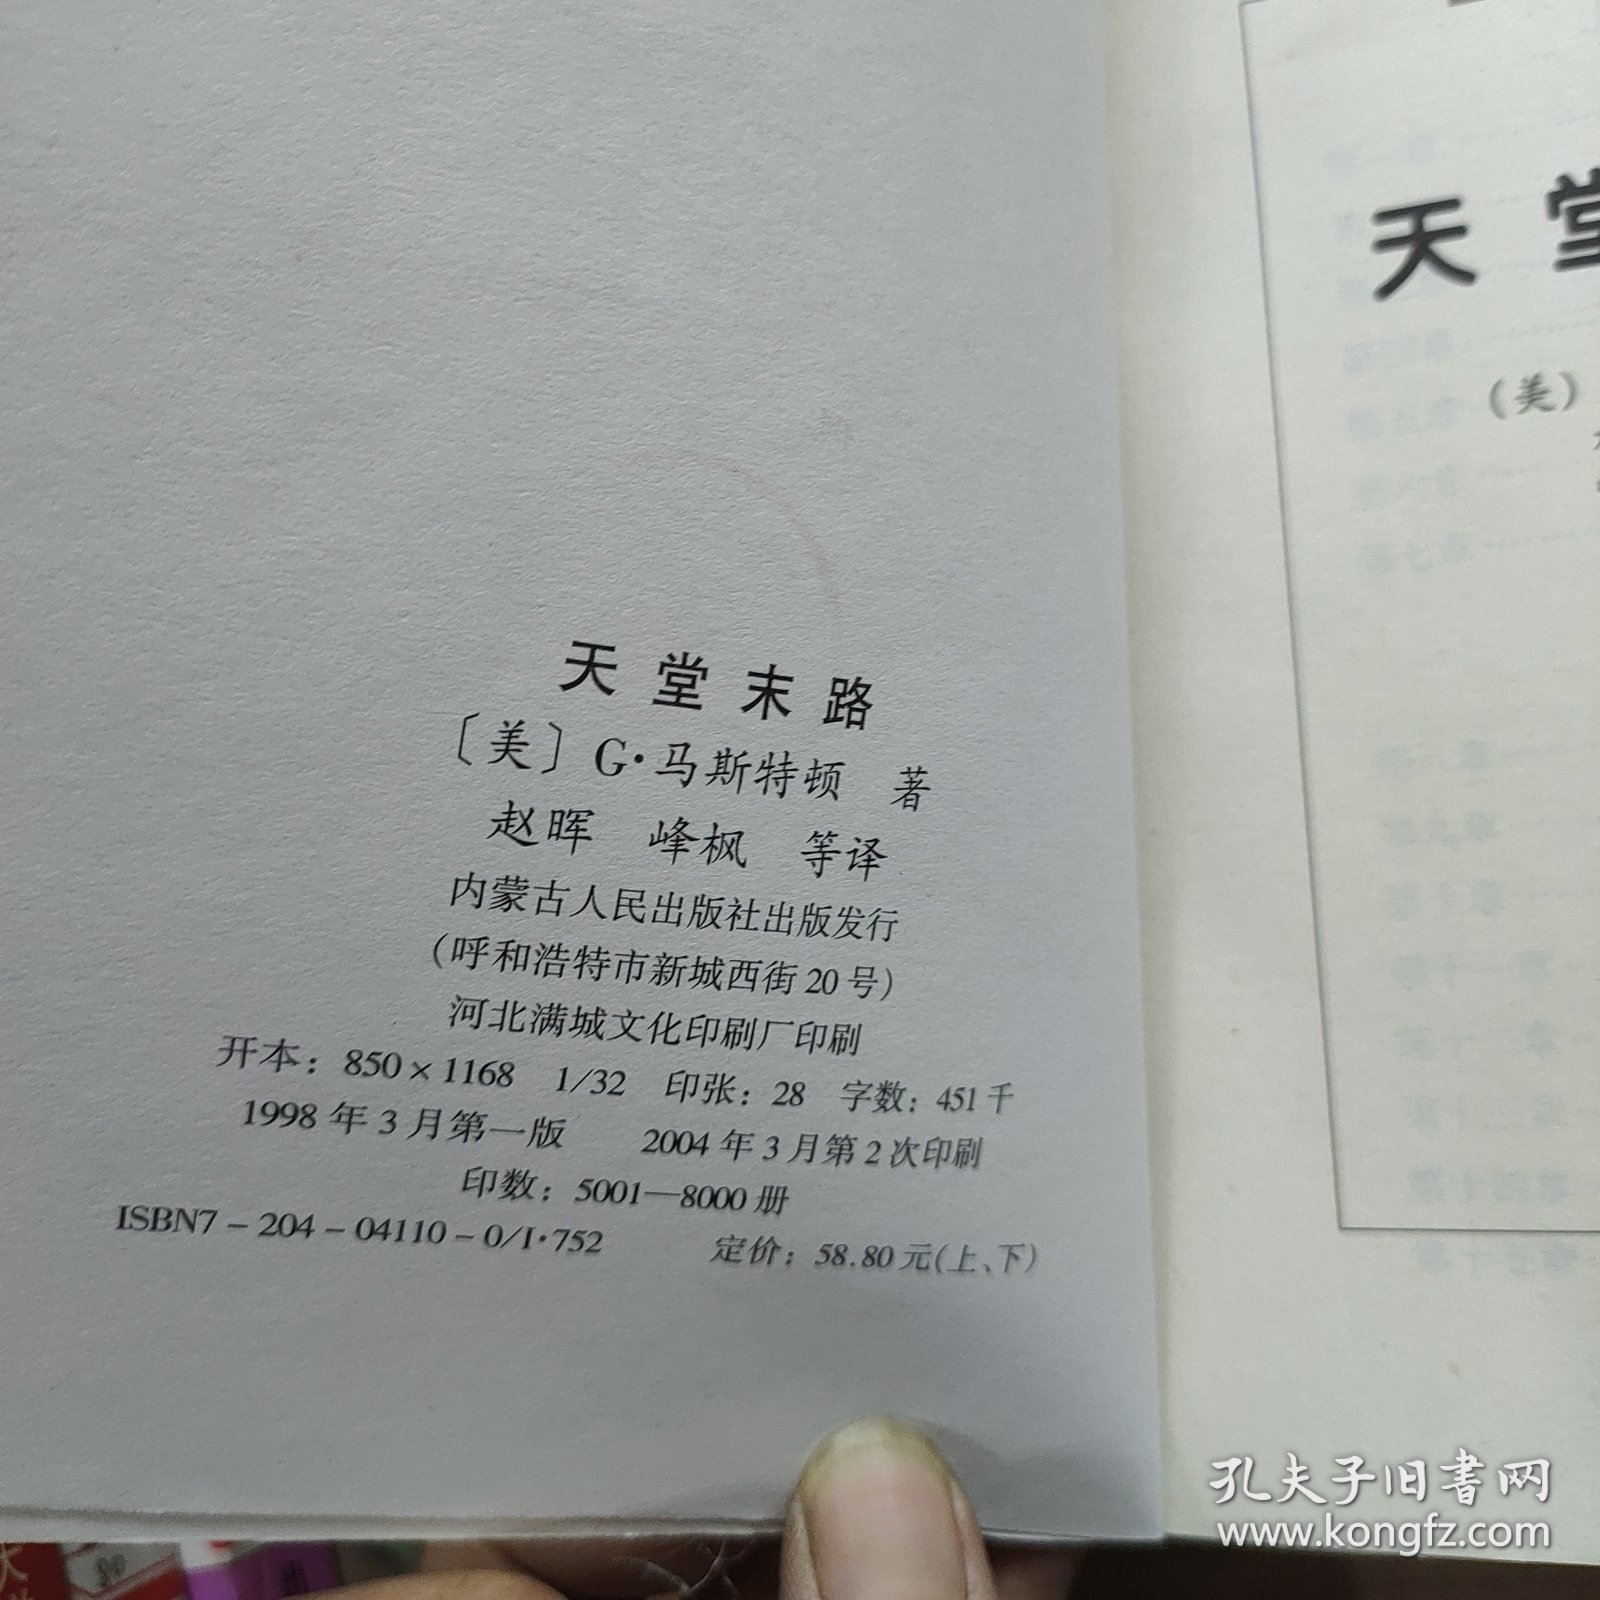 天堂末路
〔美〕G·马斯特顿 著
赵晖 峰枫 等译
内蒙古人民出版社出版发行
(呼和浩特市新城西街20号)
河北满城文化印刷厂印刷
开本：850×1168 1/32 印张：28 字数：451千
1998年3月第一版 2004年3月第2次印刷
印数：5001—8000册
ISBN7-204-04110-0/I·752 定价：58.80元(上、下)
天堂
(美)
孔夫子旧书网
www.kongfz.com